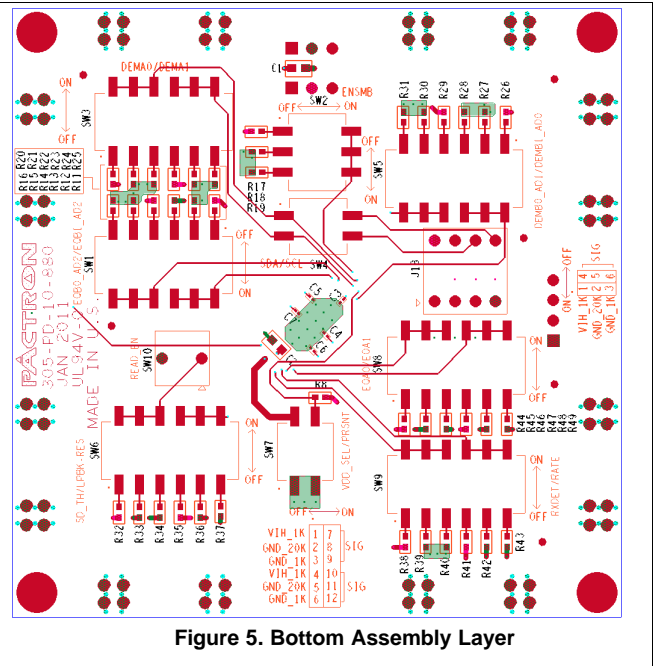 C1
ENSMB
DEMA0/DEMA1
ON
OFF
SW3
SW2
OFF
ON
R31
R30
R29
R28
R27
R26
ON
OFF
SW5
DEMB0_AD1/DEMB1_AD0
R16 R20
R15 R21
R14 R22
R13 R23
R12 R24
R11 R25
R17
R18
R19
EQB0_AD2/EQB1_AD2
SW1
ON
OFF
SDA/SCL
SW4
J13
OFF
ON
SIG
VIH_1K 1 4
GND_20K 2 5
GND_1K 3 6
PACTRON
305-PD-10-880
JAN 2011
UL94V-0
MADE IN U.S.
READ_EN
SW10
C5
C4
C6
EQA0/EQA1
SW8
ON
OFF
R8
R44
R45
R46
R47
R48
R49
SW6
ON
OFF
SW7
VDD_SEL/PRSNT
OFF
ON
SW9
ON
OFF
RXDET/RATE
R32
R33
R34
R35
R36
R37
R38
R39
R40
R41
R42
R43
VIH_1K 1 7
GND_20K 2 8 SIG
GND_1K 3 9
VIH_1K 4 10
GND_20K 5 11 SIG
GND_1K 6 12
Figure 5. Bottom Assembly Layer